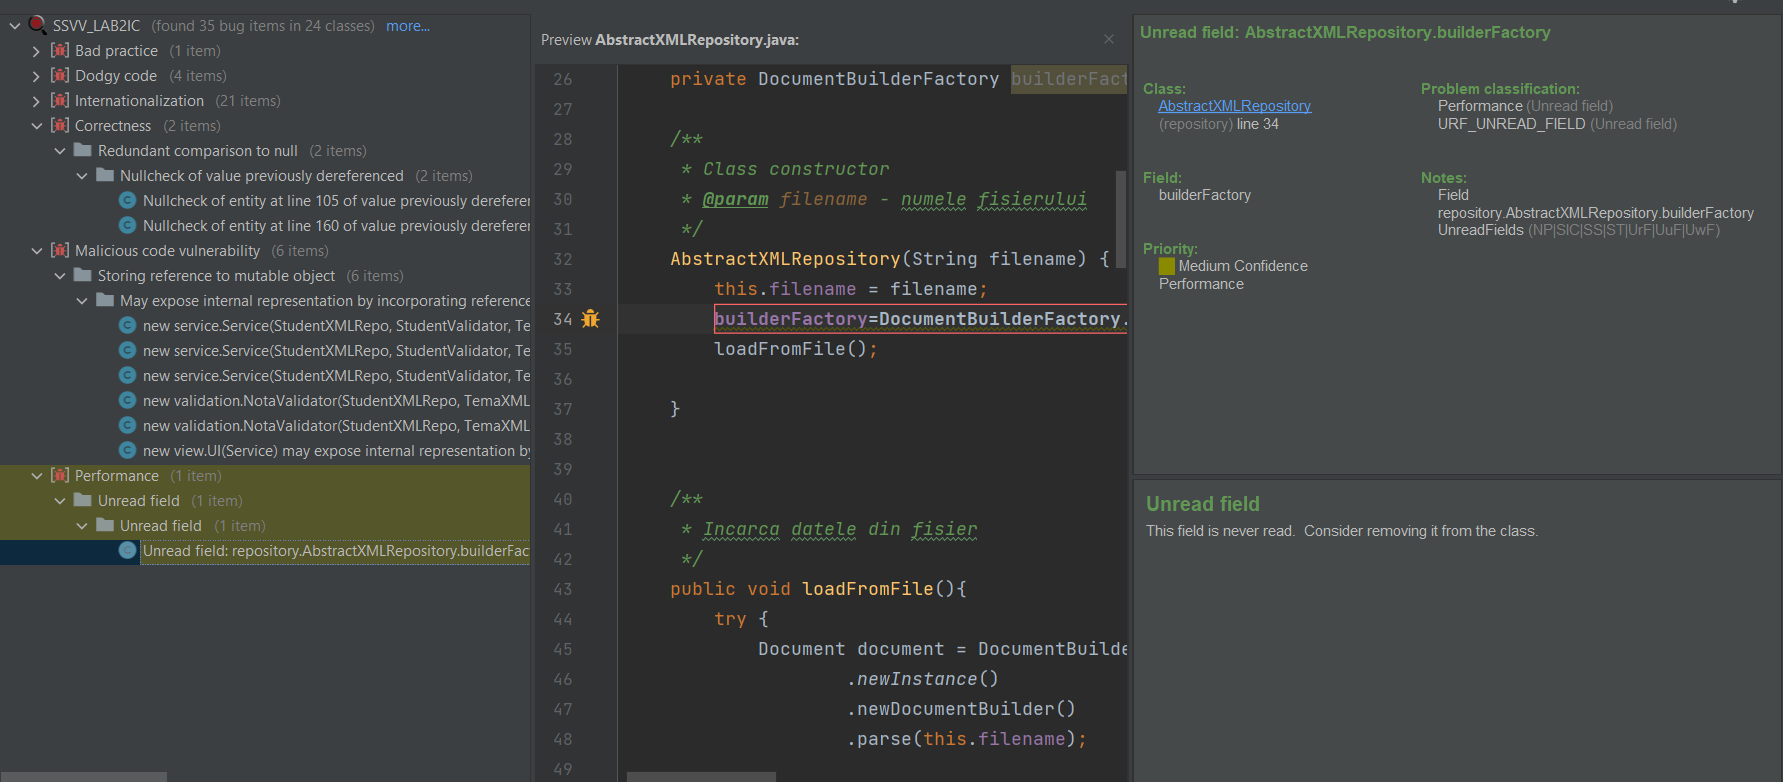 SSVV_LAB2IC (found 35 bug items in 24 classes) more...
Bad practice (1 item)
Dodgy code (4 items)
Internationalization (21 items)
Correctness (2 items)
Redundant comparison to null (2 items)
Nullcheck of value previously dereferenced (2 items)
Nullcheck of entity at line 105 of value previously derefere
Nullcheck of entity at line 160 of value previously derefere
Malicious code vulnerability (6 items)
Storing reference to mutable object (6 items)
May expose internal representation by incorporating reference
new service.Service(StudentXMLRepo, StudentValidator, Te
new service.Service(StudentXMLRepo, StudentValidator, Te
new service.Service(StudentXMLRepo, StudentValidator, Te
new validation.NotaValidator(StudentXMLRepo, TemaXML
new validation.NotaValidator(StudentXMLRepo, TemaXML
new view.UI(Service) may expose internal representation by
Performance (1 item)
Unread field (1 item)
Unread field (1 item)
Unread field: repository.AbstractXMLRepository.builderFac
Preview AbstractXMLRepository.java:
26 private DocumentBuilderFactory builderFact
27
28 /**
29 * Class constructor
30 * @param filename - numele fisierului
31 */
32 AbstractXMLRepository(String filename) {
33 this.filename = filename;
34 builderFactory=DocumentBuilderFactory.
35 loadFromFile();
36
37 }
38
39
40 /**
41 * Incarca datele din fisier
42 */
43 public void loadFromFile(){
44 try {
45 Document document = DocumentBuilde
46 .newInstance()
47 .newDocumentBuilder()
48 .parse(this.filename);
49
Unread field: AbstractXMLRepository.builderFactory
Class:
AbstractXMLRepository
(repository) line 34
Problem classification:
Performance (Unread field)
URF_UNREAD_FIELD (Unread field)
Field:
builderFactory
Notes:
Field
repository.AbstractXMLRepository.builderFactory
UnreadFields (NP|SIC|SS|ST|UrF|UuF|UwF)
Priority:
Medium Confidence
Performance
Unread field
This field is never read. Consider removing it from the class.